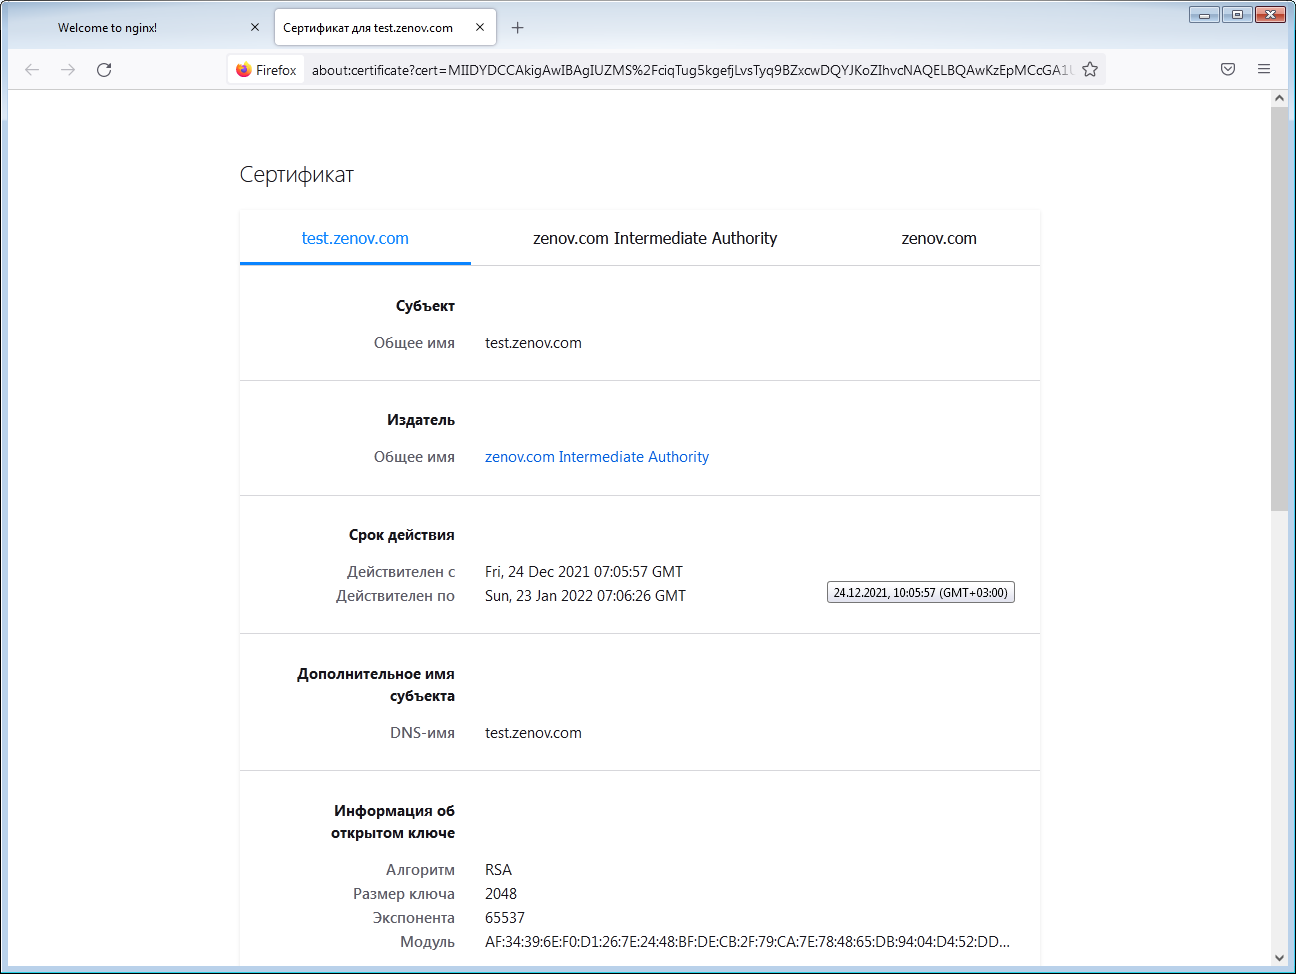 Welcome to nginx!
Сертификат для test.zenov.com
Firefox
about:certificate?cert=MIIDYDCCAkigAwIBAgIUZMS%2FciqTug5kgefjLvsTyq9BZxcwDQYJKoZIhvcNAQELBQAwKzEpMCcGA1U
Сертификат
test.zenov.com
zenov.com Intermediate Authority
zenov.com
Субъект
Общее имя test.zenov.com
Издатель
Общее имя zenov.com Intermediate Authority
Срок действия
Действителен с Fri, 24 Dec 2021 07:05:57 GMT
Действителен по Sun, 23 Jan 2022 07:06:26 GMT
24.12.2021, 10:05:57 (GMT+03:00)
Дополнительное имя
субъекта
DNS-имя test.zenov.com
Информация об
открытом ключе
Алгоритм RSA
Размер ключа 2048
Экспонента 65537
Модуль AF:34:39:6E:F0:D1:26:7E:24:48:BF:DE:CB:2F:79:CA:7E:78:48:65:DB:94:04:D4:52:DD...